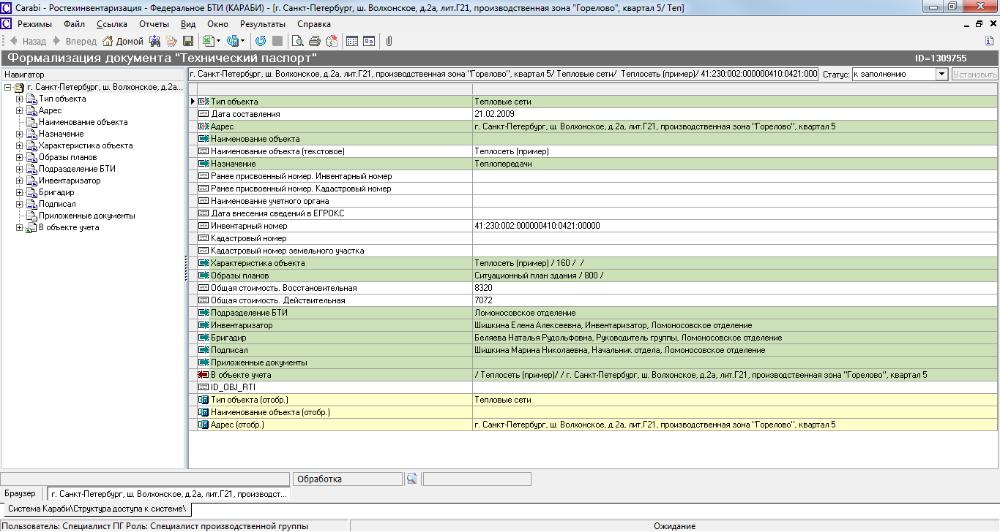 Carabi - Ростехинвентаризация - Федеральное БТИ (КАРАБИ) - [г. Санкт-Петербург, ш. Волхонское, д.2а, лит.Г21, производственная зона "Горелово", квартал 5/ Теп]
Режимы Файл Ссылка Отчеты Вид Окно Результаты Справка
Назад Вперед Домой
Формализация документа "Технический паспорт" ID=1309755
Навигатор
г. Санкт-Петербург, ш. Волхонское, д.2а...
Тип объекта
Адрес
Наименование объекта
Назначение
Характеристика объекта
Образы планов
Подразделение БТИ
Инвентаризатор
Бригадир
Подписал
Приложенные документы
В объекте учета
г. Санкт-Петербург, ш. Волхонское, д.2а, лит.Г21, производственная зона "Горелово", квартал 5/ Тепловые сети/ Теплосеть (пример)/ 41:230:002:000000410:0421:000 Статус: к заполнению Установить
Тип объекта Тепловые сети
Дата составления 21.02.2009
Адрес г. Санкт-Петербург, ш. Волхонское, д.2а, лит.Г21, производственная зона "Горелово", квартал 5
Наименование объекта
Наименование объекта (текстовое) Теплосеть (пример)
Назначение Теплопередачи
Ранее присвоенный номер. Инвентарный номер
Ранее присвоенный номер. Кадастровый номер
Наименование учетного органа
Дата внесения сведений в ЕГРОКС
Инвентарный номер 41:230:002:000000410:0421:00000
Кадастровый номер
Кадастровый номер земельного участка
Характеристика объекта Теплосеть (пример) / 160 / /
Образы планов Ситуационный план здания / 800 /
Общая стоимость. Восстановительная 8320
Общая стоимость. Действительная 7072
Подразделение БТИ Ломоносовское отделение
Инвентаризатор Шишкина Елена Алексеевна, Инвентаризатор, Ломоносовское отделение
Бригадир Беляева Наталья Рудольфовна, Руководитель группы, Ломоносовское отделение
Подписал Шишкина Марина Николаевна, Начальник отдела, Ломоносовское отделение
Приложенные документы
В объекте учета / Теплосеть (пример)/ / г. Санкт-Петербург, ш. Волхонское, д.2а, лит.Г21, производственная зона "Горелово", квартал 5
ID_OBJ_RTI
Тип объекта (отобр.) Тепловые сети
Наименование объекта (отобр.)
Адрес (отобр.) г. Санкт-Петербург, ш. Волхонское, д.2а, лит.Г21, производственная зона "Горелово", квартал 5
Обработка
Браузер г. Санкт-Петербург, ш. Волхонское, д.2а, лит.Г21, производст...
Система Караби\Структура доступа к системе\
Пользователь: Специалист ПГ Роль: Специалист производственной группы Ожидание